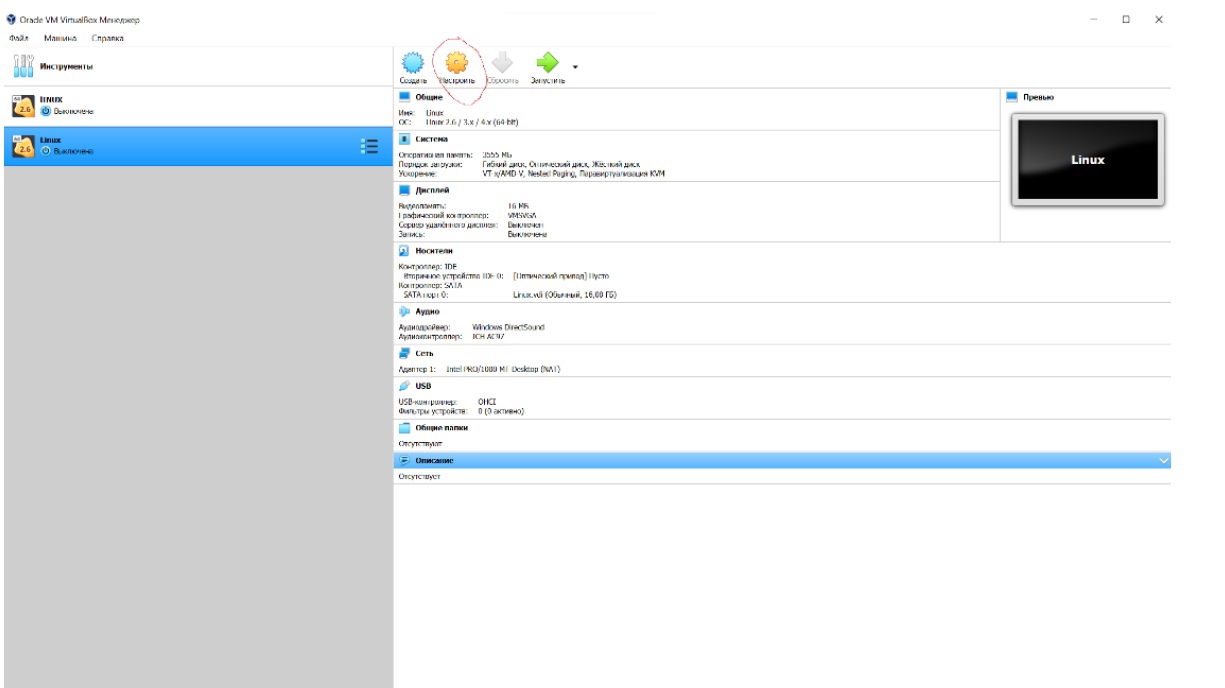 Oracle VM VirtualBox Менеджер
Файл Машина Справка
Инструменты
Создать Настроить Сбросить Запустить
Общие
Превью
LINUX
Выключена
Имя: Linux
ОС: Linux 2.6 / 3.x / 4.x (64-bit)
Linux
Выключена
Linux
Система
Оперативная память: 3555 МБ
Порядок загрузки: Гибкий диск, Оптический диск, Жёсткий диск
Ускорение: VT-x/AMD-V, Nested Paging, Паравиртуализация KVM
Дисплей
Видеопамять: 16 МБ
Графический контроллер: VMSVGA
Сервер удалённого дисплея: Выключен
Запись: Выключена
Носители
Контроллер: IDE
Вторичное устройство IDE 0: [Оптический привод] Пусто
Контроллер: SATA
SATA порт 0: Linux.vdi (Обычный, 16,00 ГБ)
Аудио
Аудиодрайвер: Windows DirectSound
Аудиоконтроллер: ICH AC97
Сеть
Адаптер 1: Intel PRO/1000 MT Desktop (NAT)
USB
USB-контроллер: OHCI
Фильтры устройств: 0 (0 активно)
Общие папки
Отсутствуют
Описание
Отсутствует